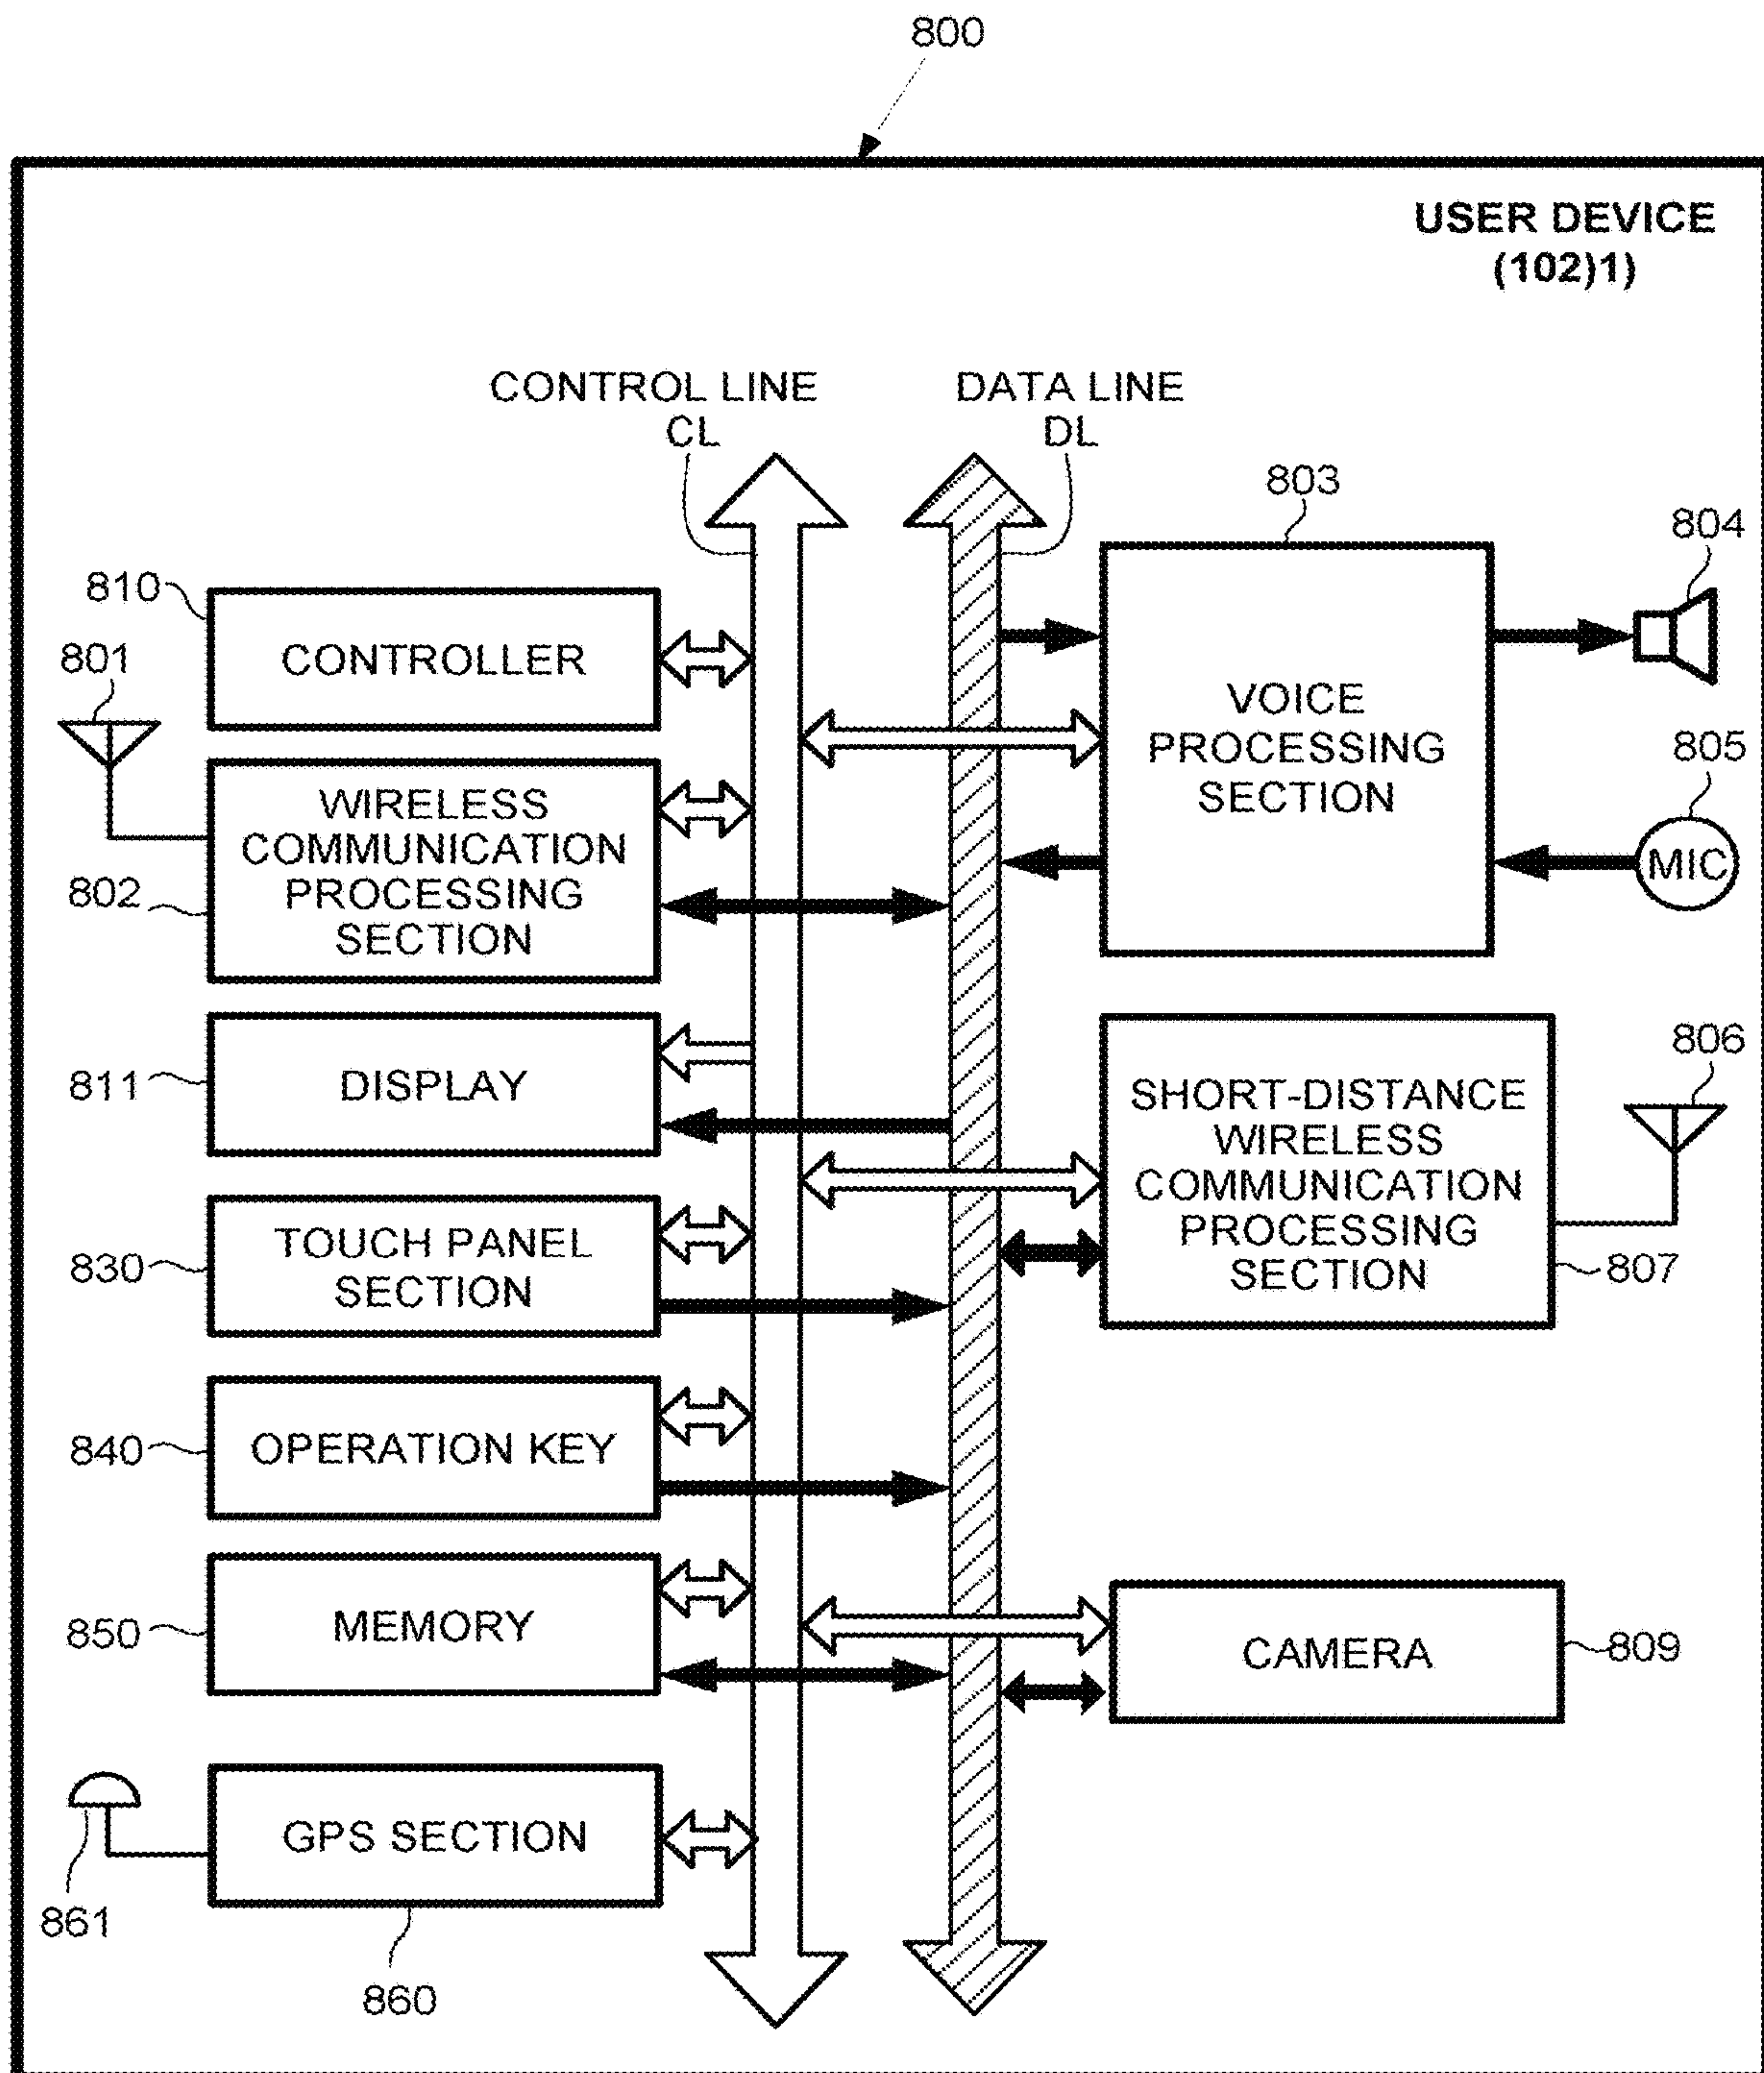 800
USER DEVICE
(102)1)
CONTROL LINE
CL
DATA LINE
DL
803
804
810
CONTROLLER
801
VOICE
PROCESSING
SECTION
805
MIC
WIRELESS
COMMUNICATION
PROCESSING
SECTION
802
811
DISPLAY
806
SHORT-DISTANCE
WIRELESS
COMMUNICATION
PROCESSING
SECTION
807
830
TOUCH PANEL
SECTION
840
OPERATION KEY
850
MEMORY
CAMERA
809
GPS SECTION
861
860